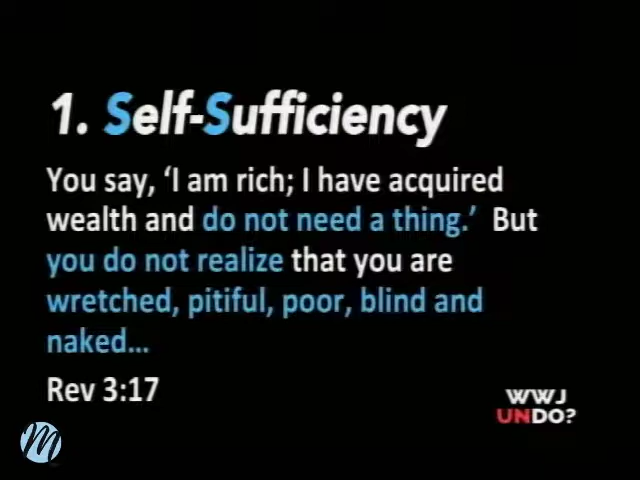 1. Self-Sufficiency
You say, ‘I am rich; I have acquired
wealth and do not need a thing.’ But
you do not realize that you are
wretched, pitiful, poor, blind and
naked...
Rev 3:17
WWJ
UNDO?
M